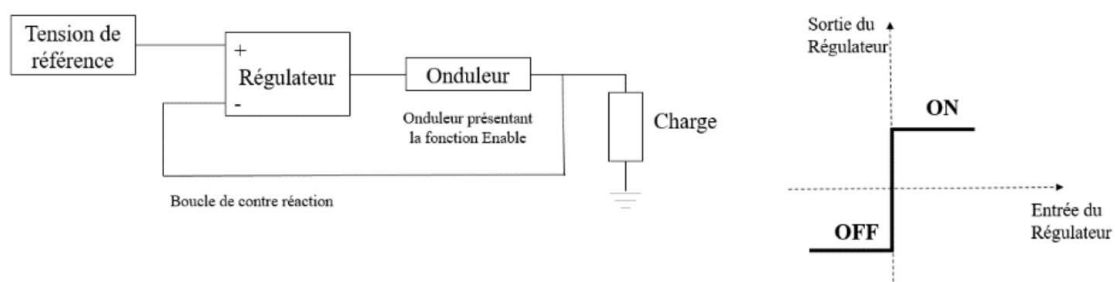 Tension de
référence
+
Régulateur
-
Onduleur
Onduleur présentant
la fonction Enable
Charge
Boucle de contre réaction
Sortie du
Régulateur
ON
OFF
Entrée du
Régulateur